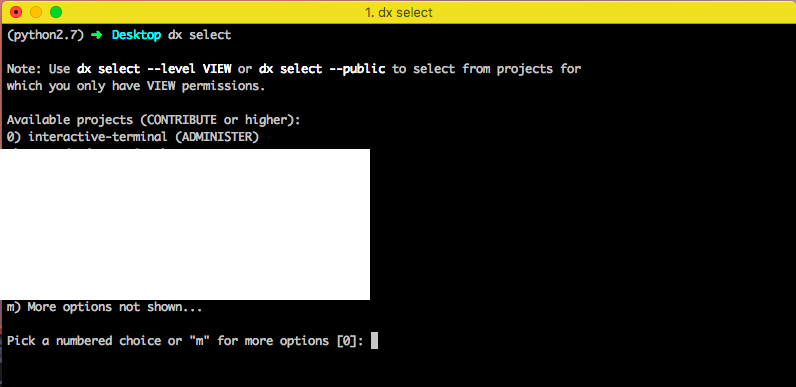 1. dx select
(python2.7) ➜ Desktop dx select
Note: Use dx select --level VIEW or dx select --public to select from projects for
which you only have VIEW permissions.
Available projects (CONTRIBUTE or higher):
0) interactive-terminal (ADMINISTER)
m) More options not shown...
Pick a numbered choice or "m" for more options [0]: